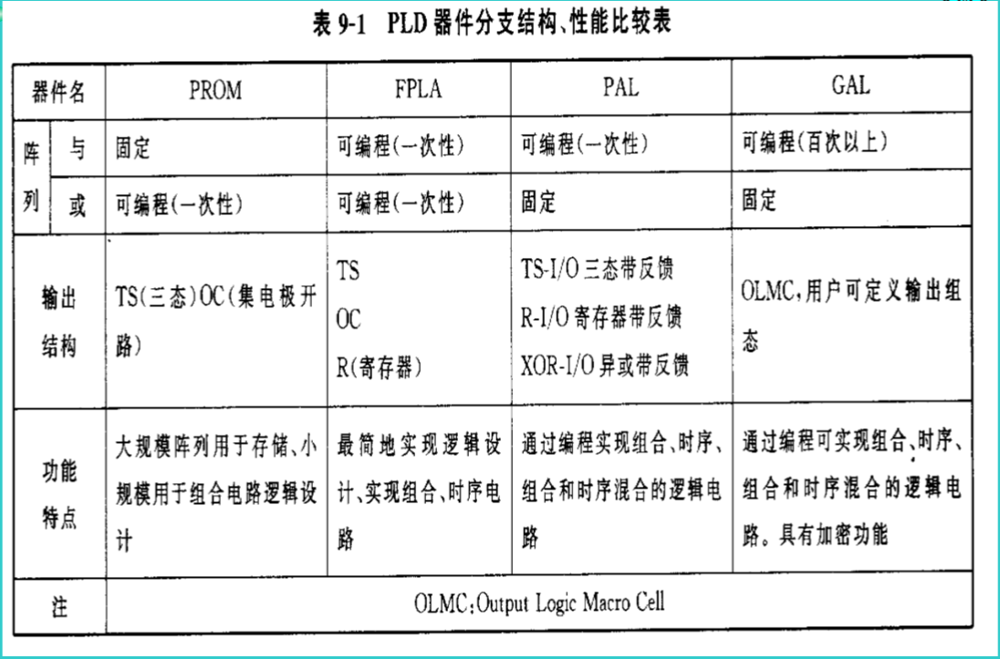 表 9-1 PLD 器件分支结构、性能比较表
器件名 PROM FPLA PAL GAL
阵列 与 固定 可编程(一次性) 可编程(一次性) 可编程(百次以上)
或 可编程(一次性) 可编程(一次性) 固定 固定
输出结构
TS(三态)OC(集电极开
路)
TS
OC
R(寄存器)
TS-I/O 三态带反馈
R-I/O 寄存器带反馈
XOR-I/O 异或带反馈
OLMC,用户可定义输出组
态
功能特点
大规模阵列用于存储、小
规模用于组合电路逻辑设
计
最简地实现逻辑设
计、实现组合、时序电
路
通过编程实现组合、时序、
组合和时序混合的逻辑电
路
通过编程可实现组合、时序、
组合和时序混合的逻辑电
路。具有加密功能
注 OLMC:Output Logic Macro Cell